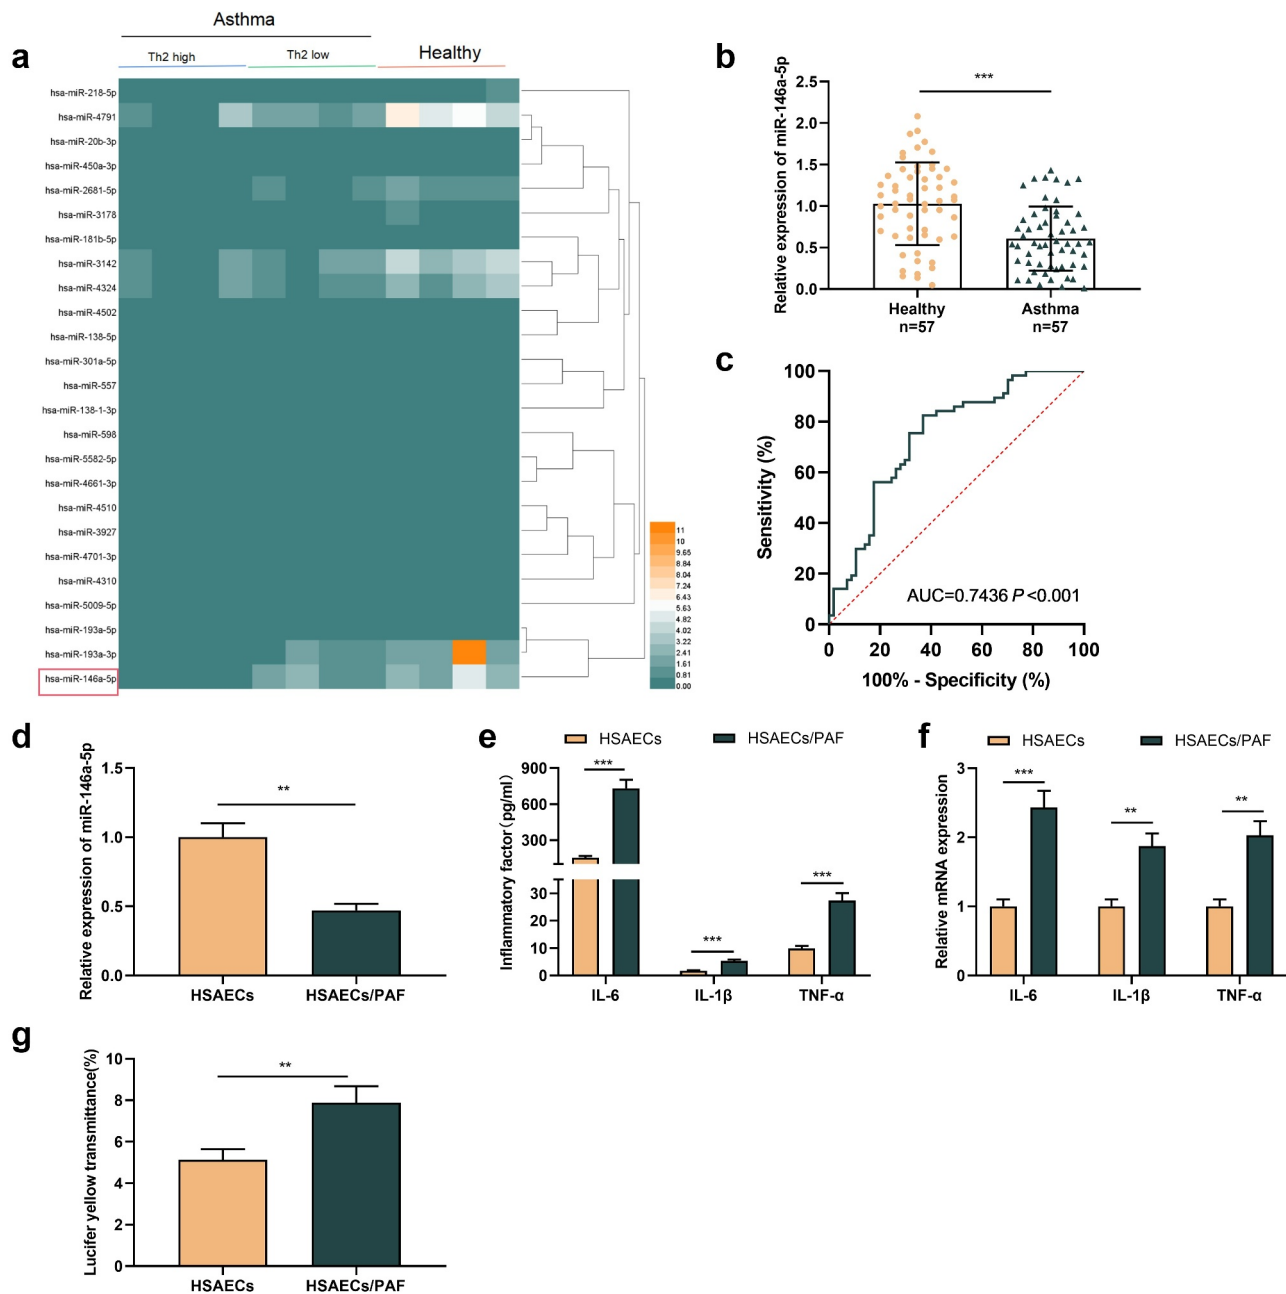 a
Asthma
Th2 high
Th2 low
Healthy
hsa-miR-218-5p
hsa-miR-4791
hsa-miR-20b-3p
hsa-miR-450a-3p
hsa-miR-2681-5p
hsa-miR-3178
hsa-miR-181b-5p
hsa-miR-3142
hsa-miR-4324
hsa-miR-4502
hsa-miR-138-5p
hsa-miR-301a-5p
hsa-miR-557
hsa-miR-138-1-3p
hsa-miR-598
hsa-miR-5582-5p
hsa-miR-4661-3p
hsa-miR-4510
hsa-miR-3927
hsa-miR-4701-3p
hsa-miR-4310
hsa-miR-5009-5p
hsa-miR-193a-5p
hsa-miR-193a-3p
hsa-miR-146a-5p
11
10
9.65
8.84
8.04
7.24
6.43
5.63
4.82
4.02
3.22
2.41
1.61
0.81
0.00
b
Relative expression of miR-146a-5p
2.5
2.0
1.5
1.0
0.5
0.0
***
Healthy
n=57
Asthma
n=57
c
Sensitivity (%)
100
80
60
40
20
0
AUC=0.7436 P<0.001
0 20 40 60 80 100
100% - Specificity (%)
d
Relative expression of miR-146a-5p
1.5
1.0
0.5
0.0
**
HSAECs HSAECs/PAF
e
HSAECs HSAECs/PAF
Inflammatory factor (pg/ml)
900
600
300
30
20
10
0
***
***
***
IL-6 IL-1β TNF-α
f
HSAECs HSAECs/PAF
Relative mRNA expression
3
2
1
0
***
**
**
IL-6 IL-1β TNF-α
g
Lucifer yellow transmittance(%)
10
8
6
4
2
0
**
HSAECs HSAECs/PAF